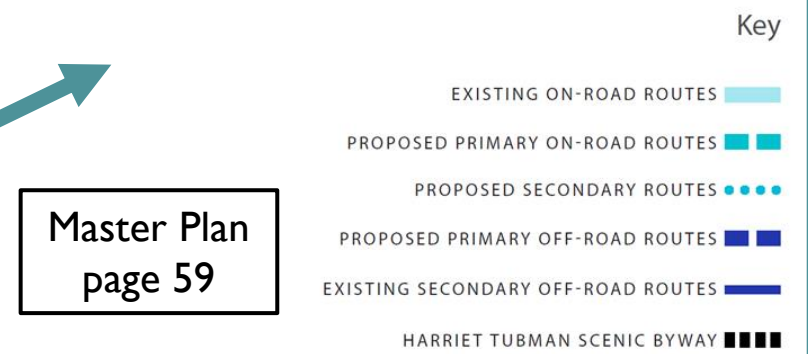 Key
EXISTING ON-ROAD ROUTES
PROPOSED PRIMARY ON-ROAD ROUTES
PROPOSED SECONDARY ROUTES
PROPOSED PRIMARY OFF-ROAD ROUTES
EXISTING SECONDARY OFF-ROAD ROUTES
HARRIET TUBMAN SCENIC BYWAY
Master Plan
page 59